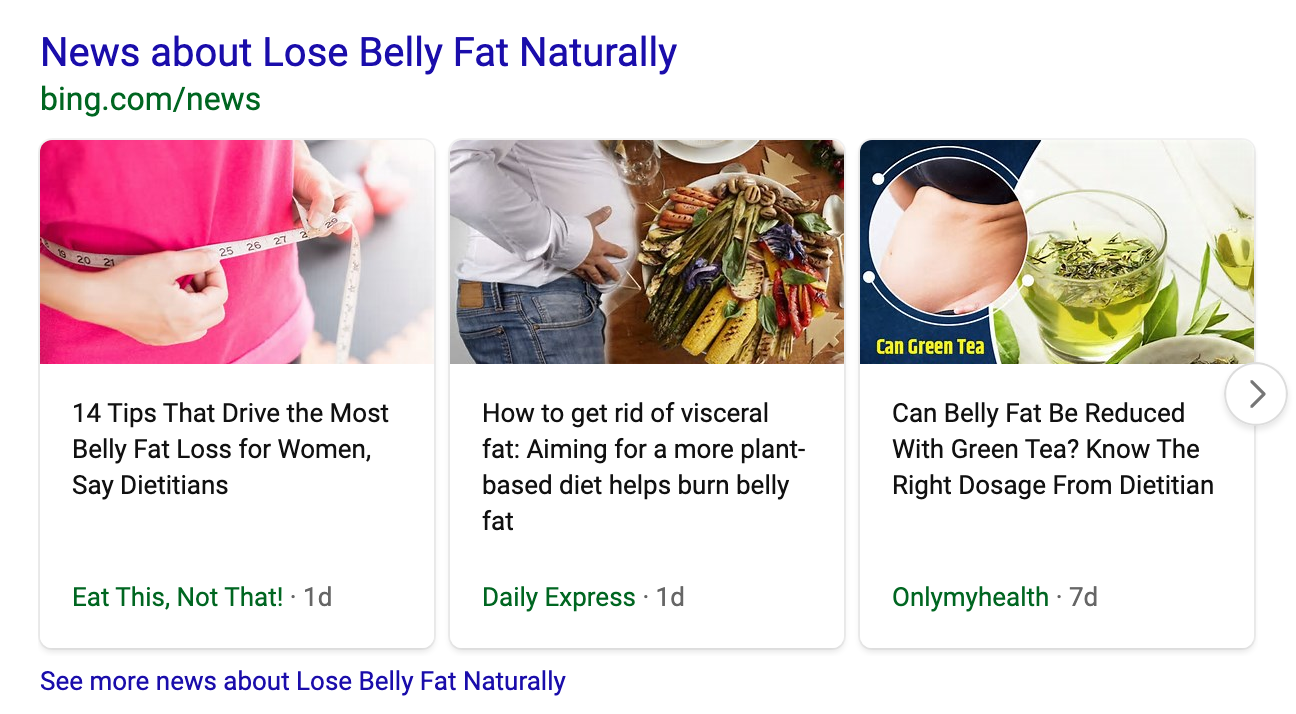 News about Lose Belly Fat Naturally
bing.com/news
19 20 21 25 26 27 29
Can Green Tea
14 Tips That Drive the Most
Belly Fat Loss for Women,
Say Dietitians
Eat This, Not That! · 1d
How to get rid of visceral
fat: Aiming for a more plant-
based diet helps burn belly
fat
Daily Express · 1d
Can Belly Fat Be Reduced
With Green Tea? Know The
Right Dosage From Dietitian
Onlymyhealth · 7d
See more news about Lose Belly Fat Naturally